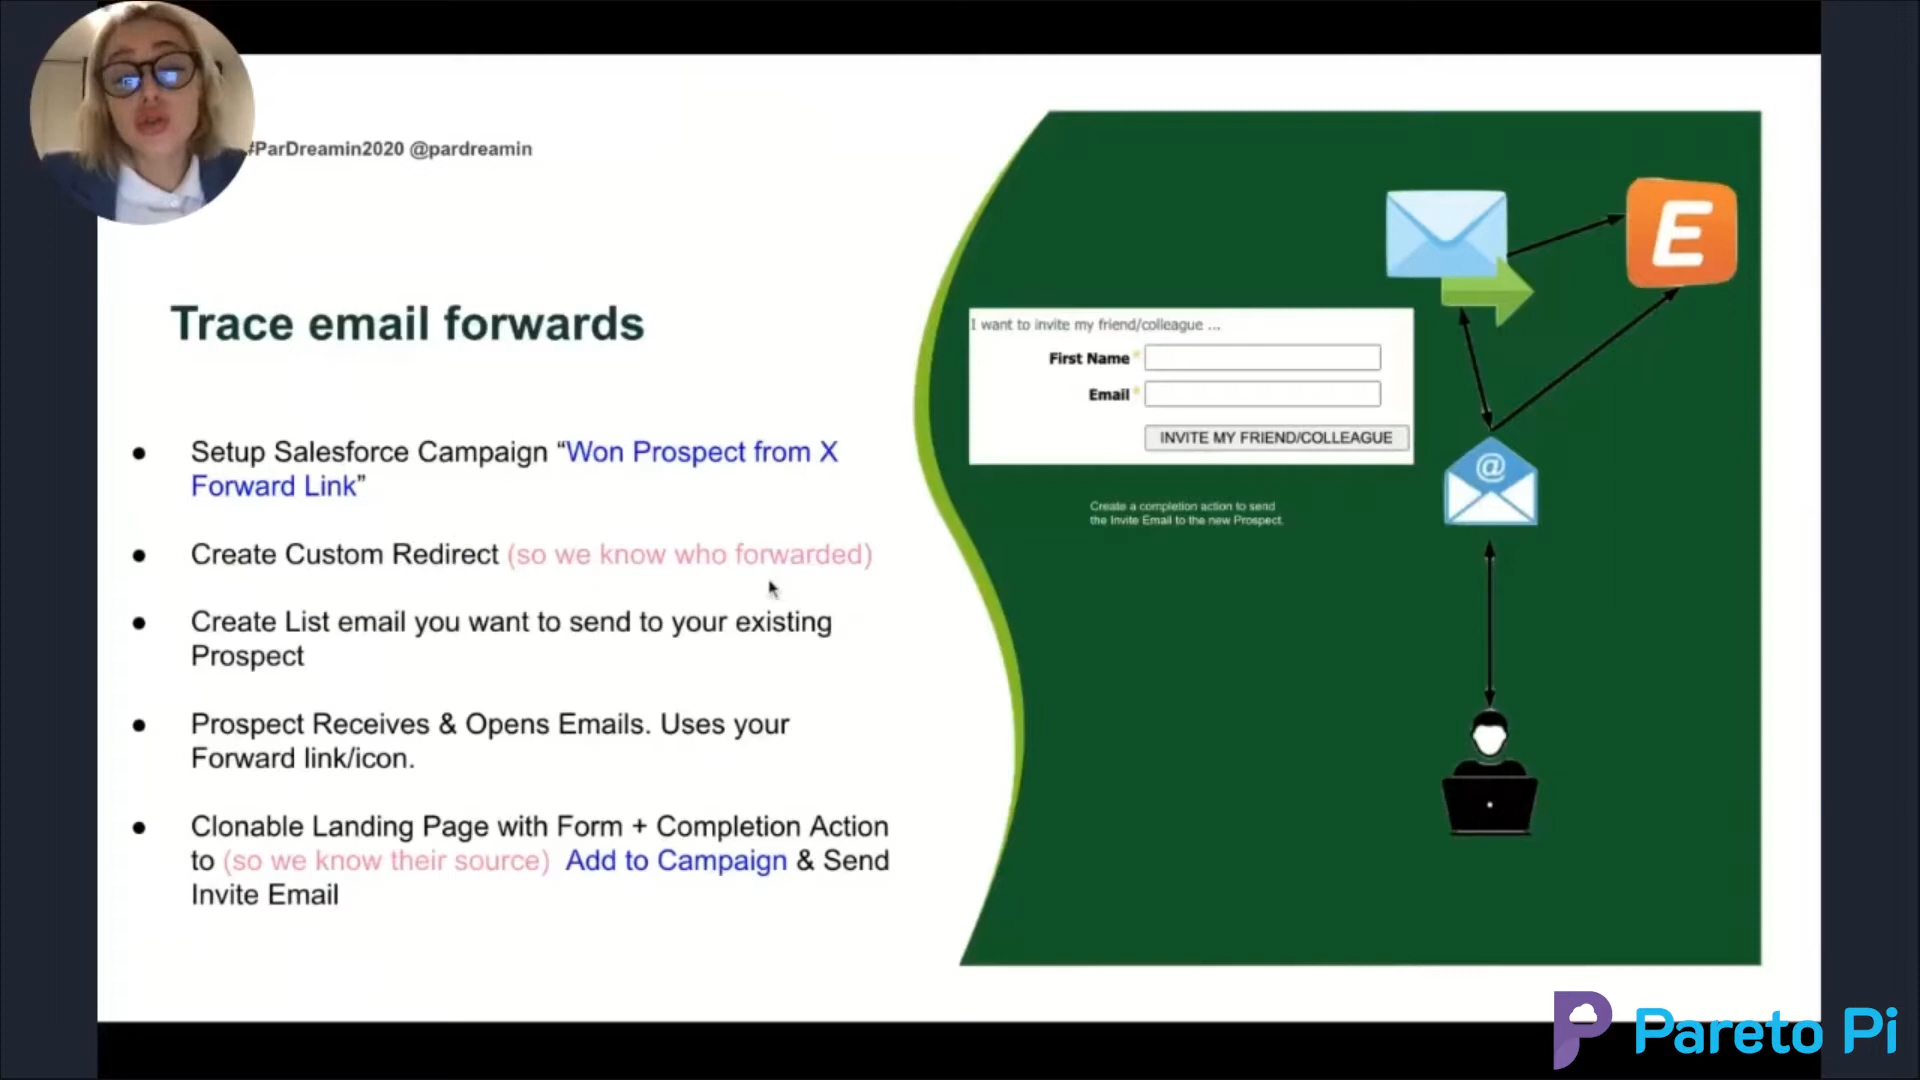 #ParDreamin2020 @pardreamin
Trace email forwards
● Setup Salesforce Campaign “Won Prospect from X
Forward Link”
● Create Custom Redirect (so we know who forwarded)
● Create List email you want to send to your existing
Prospect
● Prospect Receives & Opens Emails. Uses your
Forward link/icon.
● Clonable Landing Page with Form + Completion Action
to (so we know their source) Add to Campaign & Send
Invite Email
I want to invite my friend/colleague ...
First Name *
Email *
INVITE MY FRIEND/COLLEAGUE
Create a completion action to send
the Invite Email to the new Prospect.
E
@
Pareto Pi